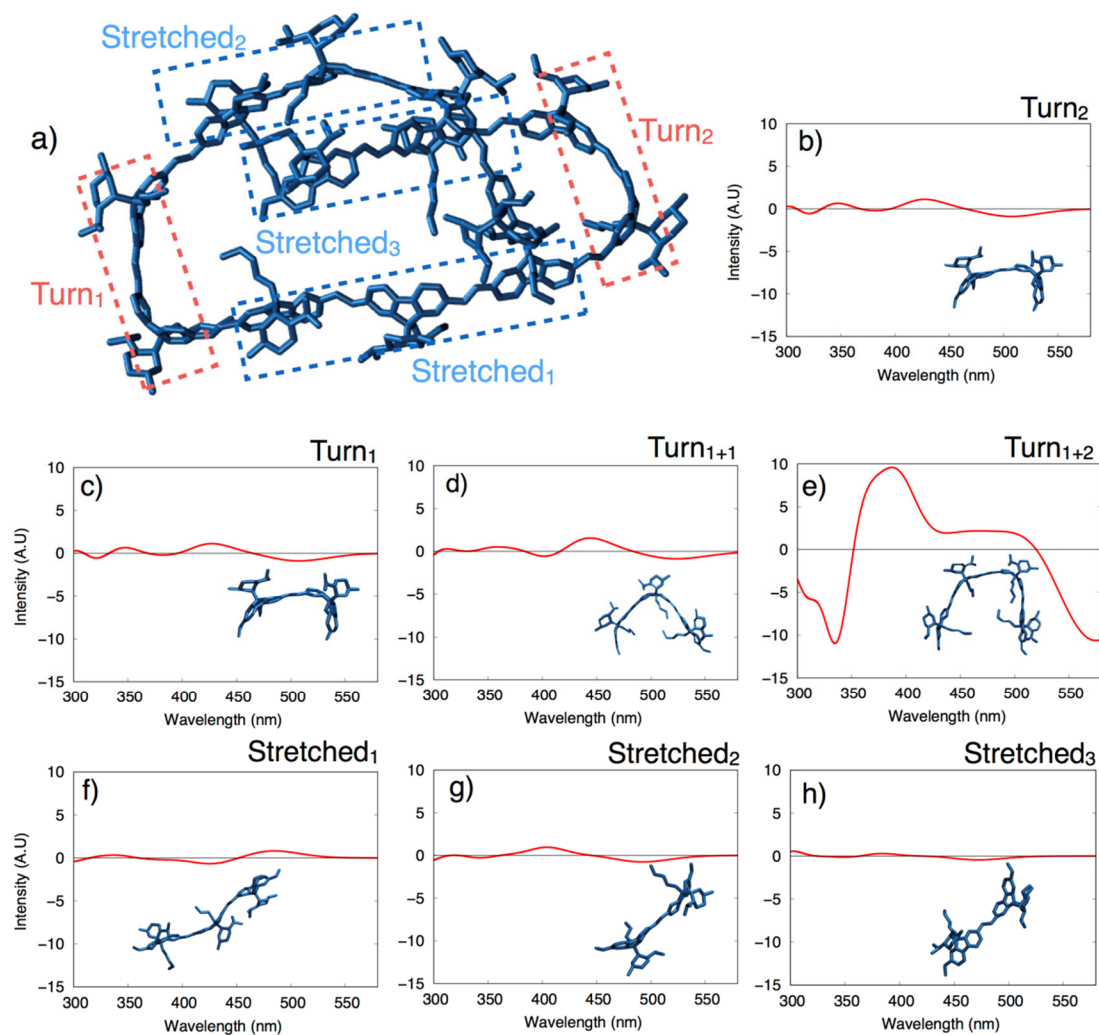 a)
Stretched₂
Turn₂
Stretched₃
Turn₁
Stretched₁
Turn₂
b)
10
5
0
−5
−10
−15
Intensity (A.U)
300 350 400 450 500 550
Wavelength (nm)
Turn₁
c)
10
5
0
−5
−10
−15
Intensity (A.U)
300 350 400 450 500 550
Wavelength (nm)
Turn₁₊₁
d)
10
5
0
−5
−10
−15
300 350 400 450 500 550
Wavelength (nm)
Turn₁₊₂
e)
10
5
0
−5
−10
−15
300 350 400 450 500 550
Wavelength (nm)
Stretched₁
f)
10
5
0
−5
−10
−15
Intensity (A.U)
300 350 400 450 500 550
Wavelength (nm)
Stretched₂
g)
10
5
0
−5
−10
−15
300 350 400 450 500 550
Wavelength (nm)
Stretched₃
h)
10
5
0
−5
−10
−15
300 350 400 450 500 550
Wavelength (nm)